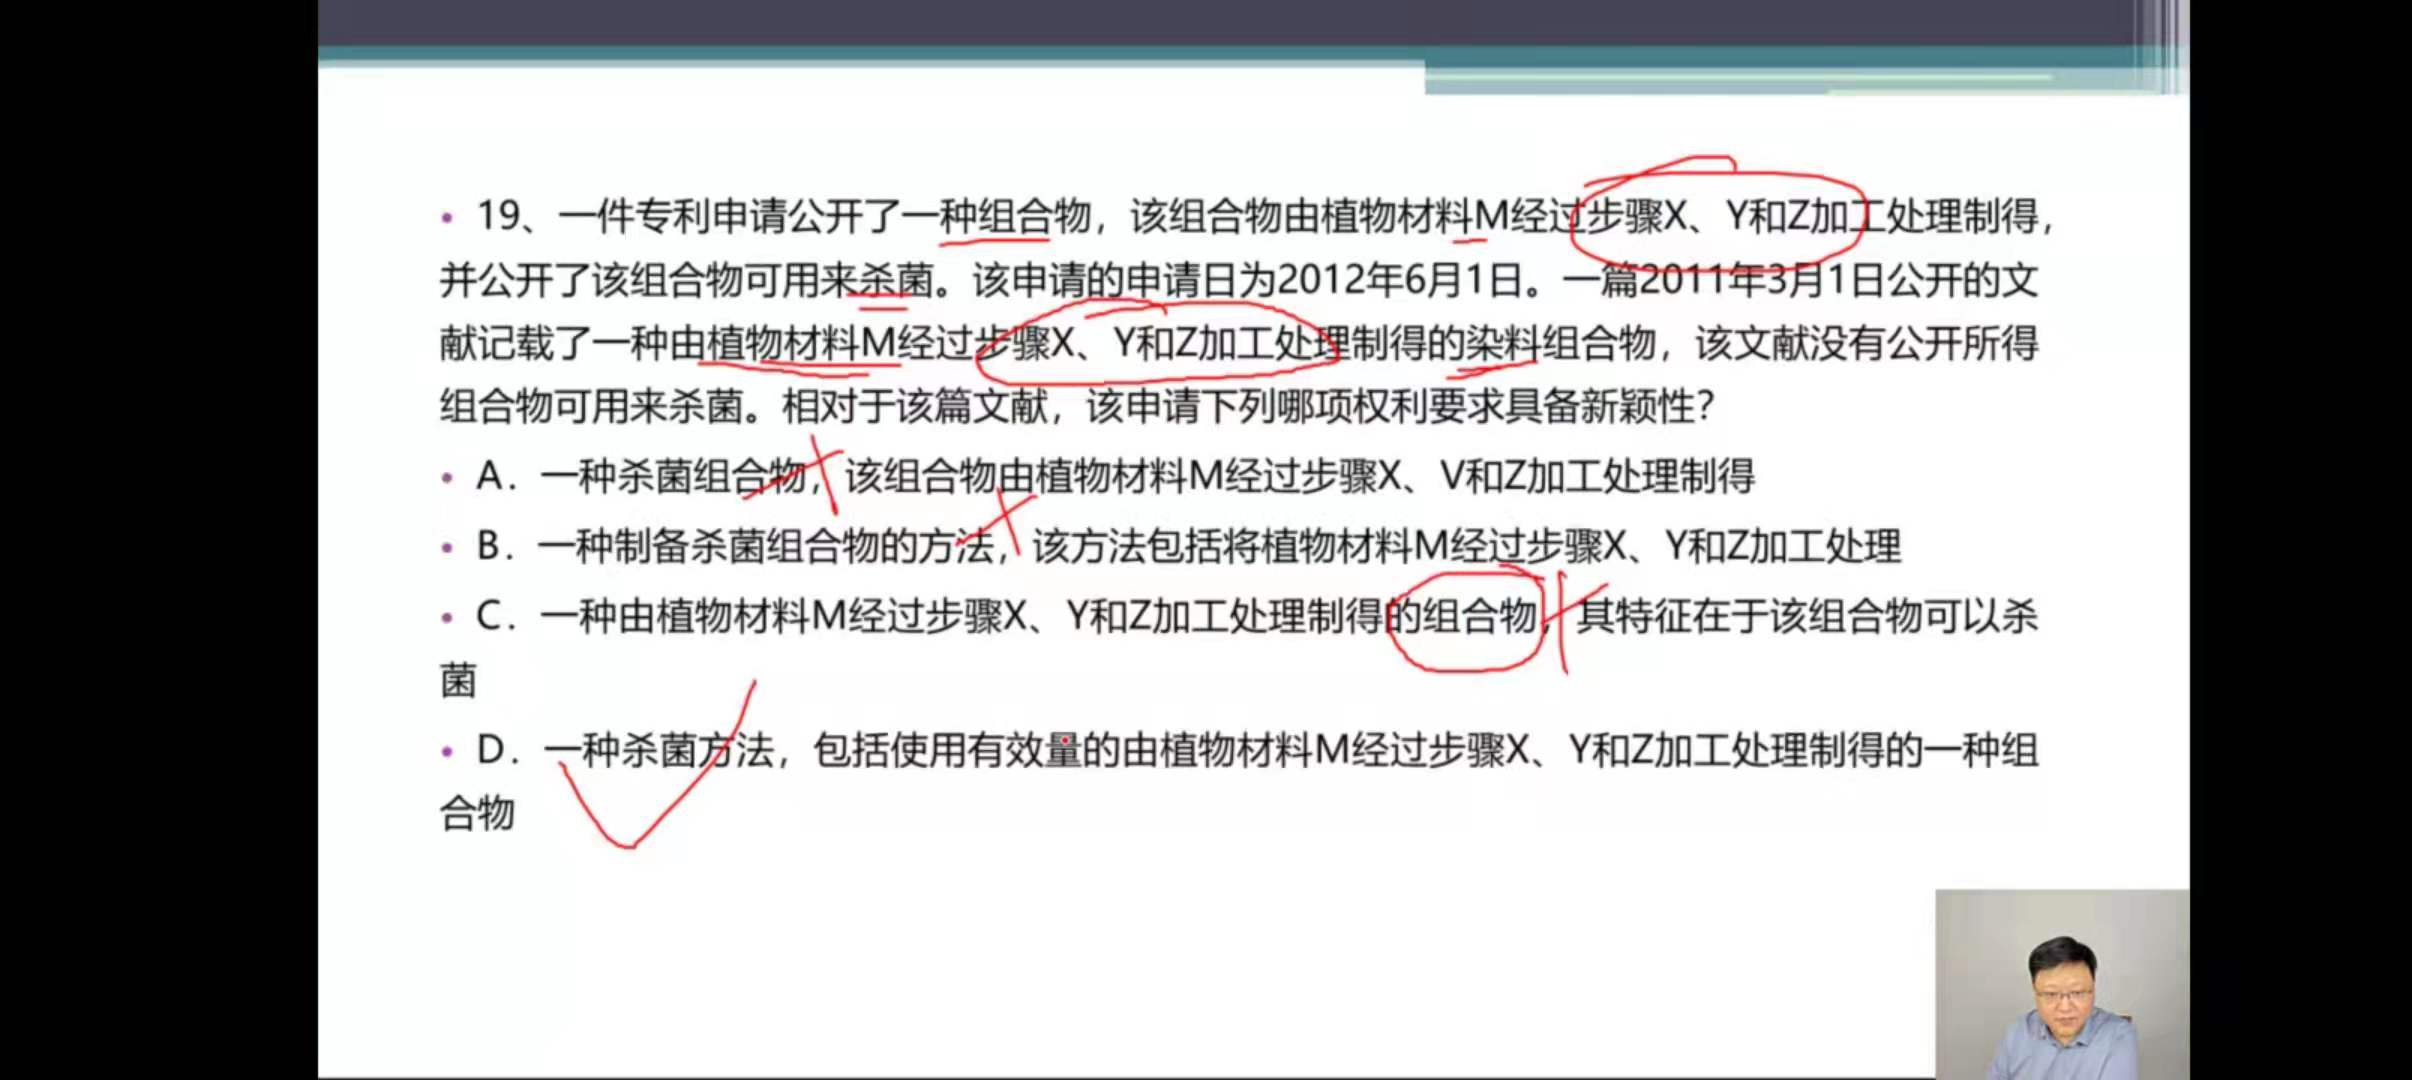 • 19、一件专利申请公开了一种组合物，该组合物由植物材料M经过步骤X、Y和Z加工处理制得，
并公开了该组合物可用来杀菌。该申请的申请日为2012年6月1日。一篇2011年3月1日公开的文
献记载了一种由植物材料M经过步骤X、Y和Z加工处理制得的染料组合物，该文献没有公开所得
组合物可用来杀菌。相对于该篇文献，该申请下列哪项权利要求具备新颖性？
• A．一种杀菌组合物，该组合物由植物材料M经过步骤X、V和Z加工处理制得
• B．一种制备杀菌组合物的方法，该方法包括将植物材料M经过步骤X、Y和Z加工处理
• C．一种由植物材料M经过步骤X、Y和Z加工处理制得的组合物，其特征在于该组合物可以杀
菌
• D．一种杀菌方法，包括使用有效量的由植物材料M经过步骤X、Y和Z加工处理制得的一种组
合物